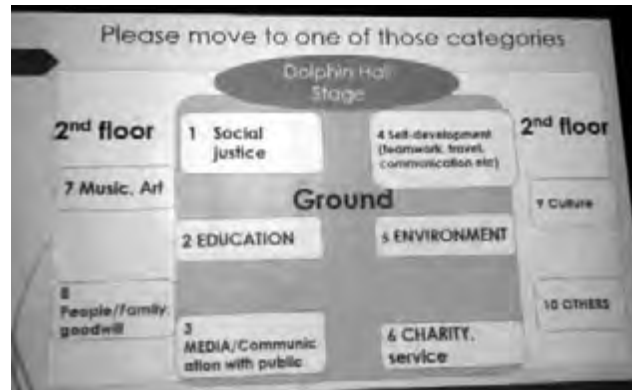 Please move to one of those categories
Dolphin Hall
Stage
2nd floor
1 Social
justice
4 Self-development
(teamwork, travel,
communication etc)
2nd floor
7 Music, Art
Ground
9 Culture
2 EDUCATION
5 ENVIRONMENT
8
People/Family,
goodwill
3
MEDIA/Communic
ation with public
6 CHARITY,
service
10 OTHERS